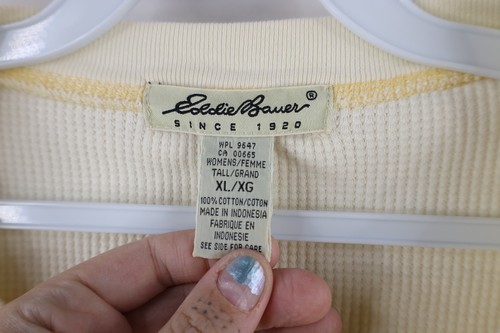 Eddie Bauer®
SINCE 1920
WPL 9647
CA 00665
WOMENS/FEMME
TALL/GRAND
XL/XG
100% COTTON/COTON
MADE IN INDONESIA
FABRIQUE EN
INDONESIE
SEE SIDE FOR CARE